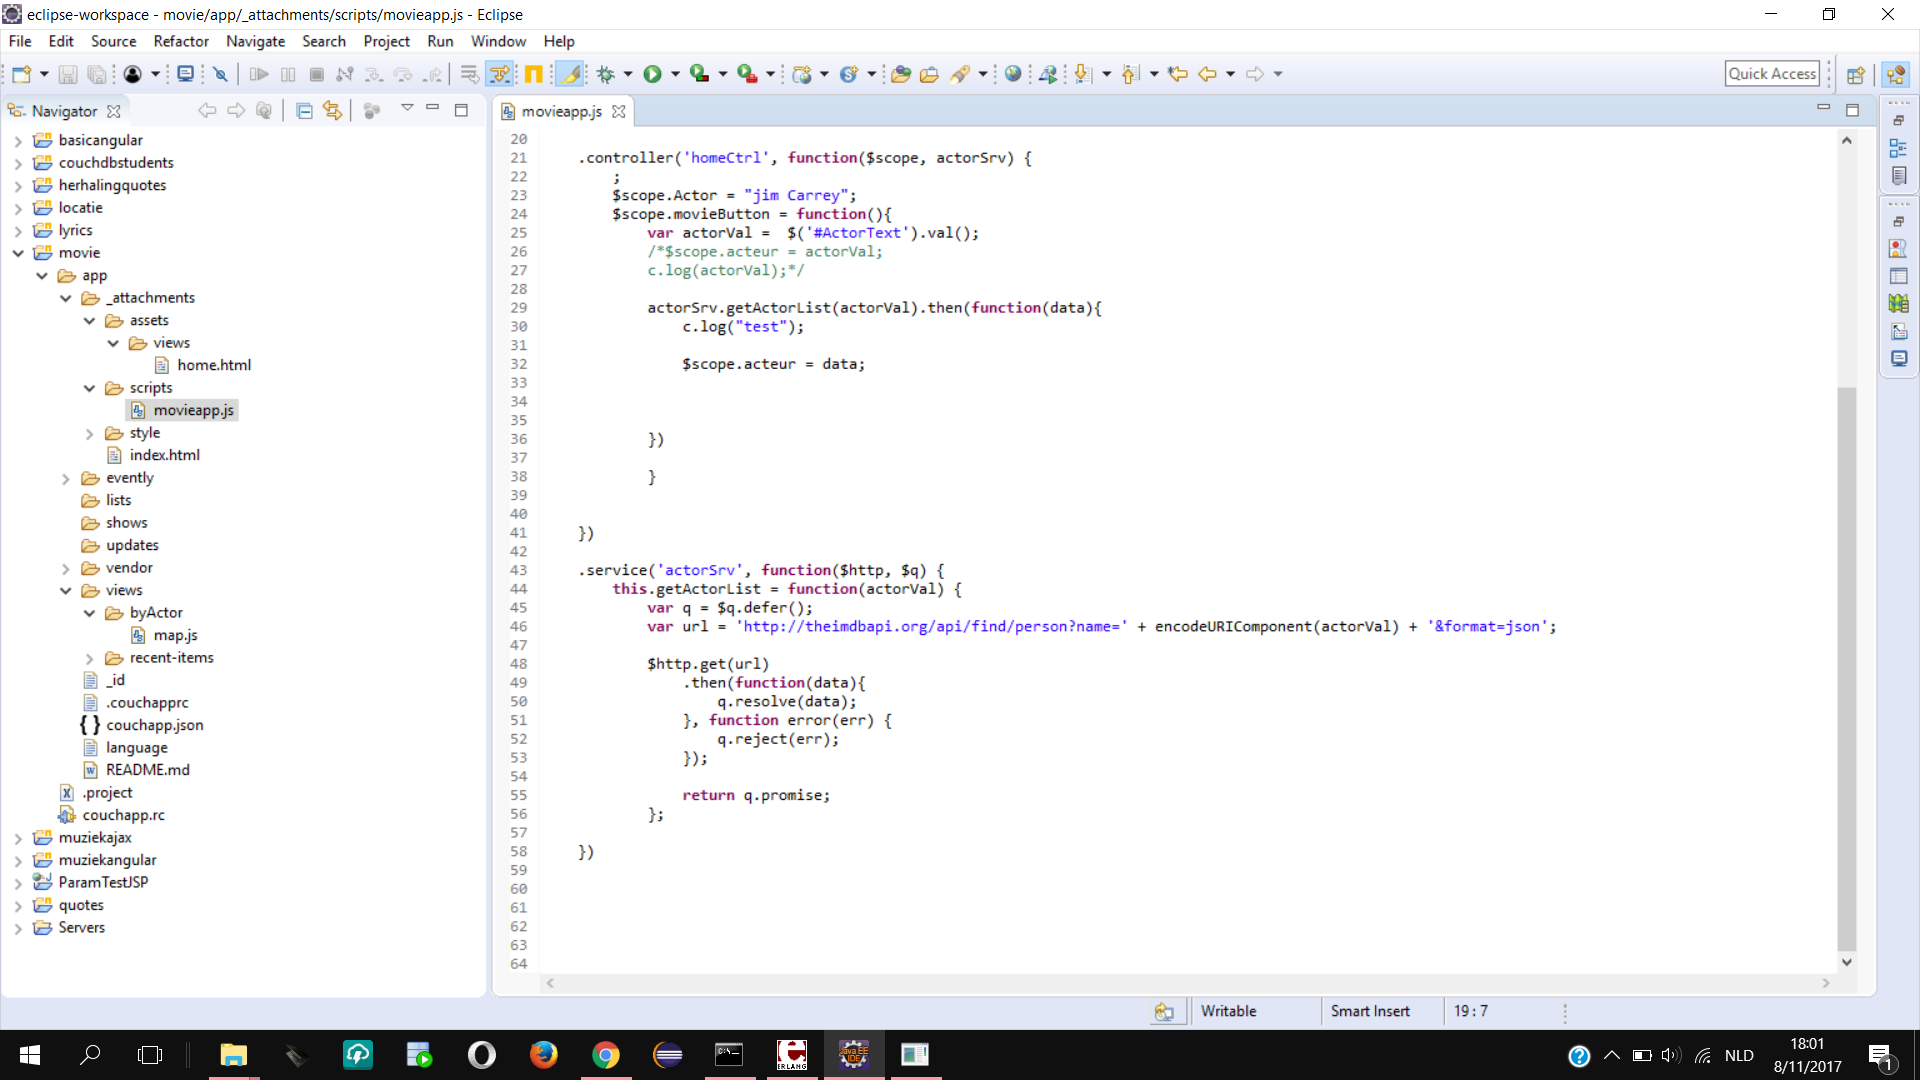 eclipse-workspace - movie/app/_attachments/scripts/movieapp.js - Eclipse
File Edit Source Refactor Navigate Search Project Run Window Help
Quick Access
Navigator
movieapp.js
basicangular
couchdbstudents
herhalingquotes
locatie
lyrics
movie
app
_attachments
assets
views
home.html
scripts
movieapp.js
style
index.html
evently
lists
shows
updates
vendor
views
byActor
map.js
recent-items
_id
.couchapprc
couchapp.json
language
README.md
.project
couchapp.rc
muziekajax
muziekangular
ParamTestJSP
quotes
Servers
20
21 .controller('homeCtrl', function($scope, actorSrv) {
22 ;
23 $scope.Actor = "jim Carrey";
24 $scope.movieButton = function(){
25 var actorVal =  $('#ActorText').val();
26 /*$scope.acteur = actorVal;
27 c.log(actorVal);*/
28
29 actorSrv.getActorList(actorVal).then(function(data){
30 c.log("test");
31
32 $scope.acteur = data;
33
34
35
36 })
37
38 }
39
40
41 })
42
43 .service('actorSrv', function($http, $q) {
44 this.getActorList = function(actorVal) {
45 var q = $q.defer();
46 var url = 'http://theimdbapi.org/api/find/person?name=' + encodeURIComponent(actorVal) + '&format=json';
47
48 $http.get(url)
49 .then(function(data){
50 q.resolve(data);
51 }, function error(err) {
52 q.reject(err);
53 });
54
55 return q.promise;
56 };
57
58 })
59
60
61
62
63
64
Writable Smart Insert 19 : 7
ERLANG
Java EE
IDE
NLD
18:01
8/11/2017
1